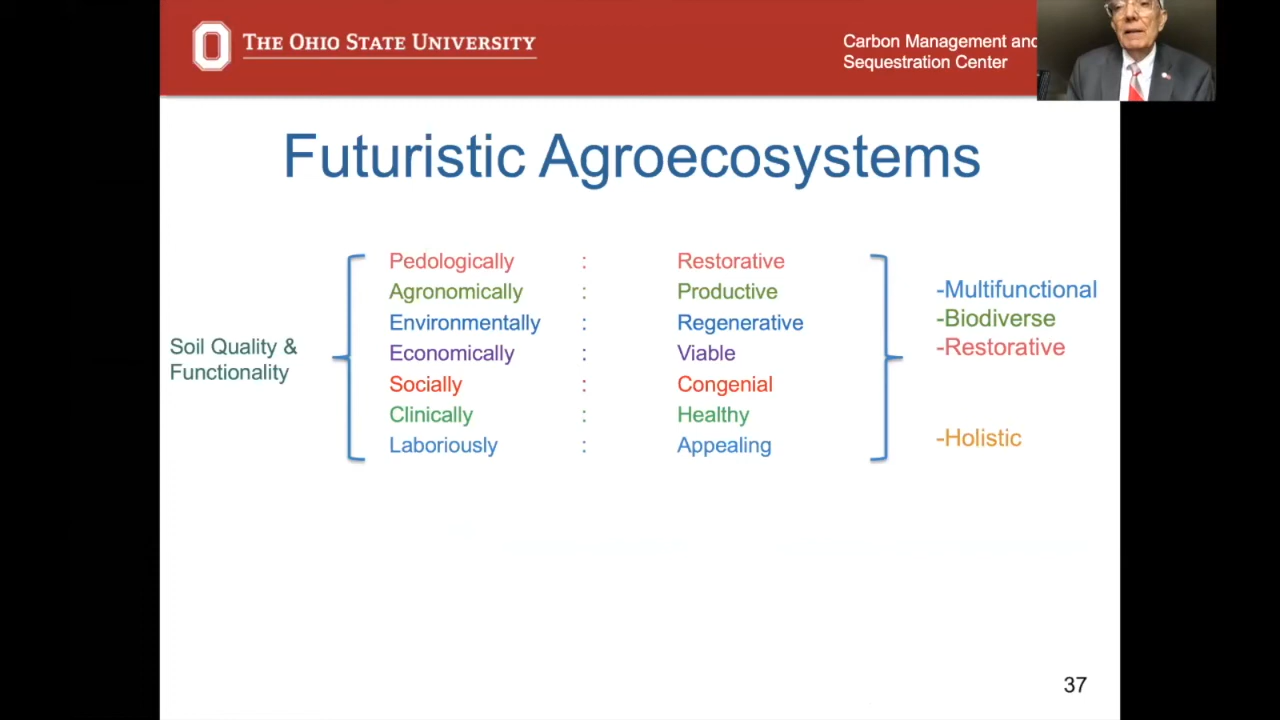 THE OHIO STATE UNIVERSITY
Carbon Management and
Sequestration Center
Futuristic Agroecosystems
Soil Quality &
Functionality
Pedologically : Restorative
Agronomically : Productive
Environmentally : Regenerative
Economically : Viable
Socially : Congenial
Clinically : Healthy
Laboriously : Appealing
-Multifunctional
-Biodiverse
-Restorative
-Holistic
37